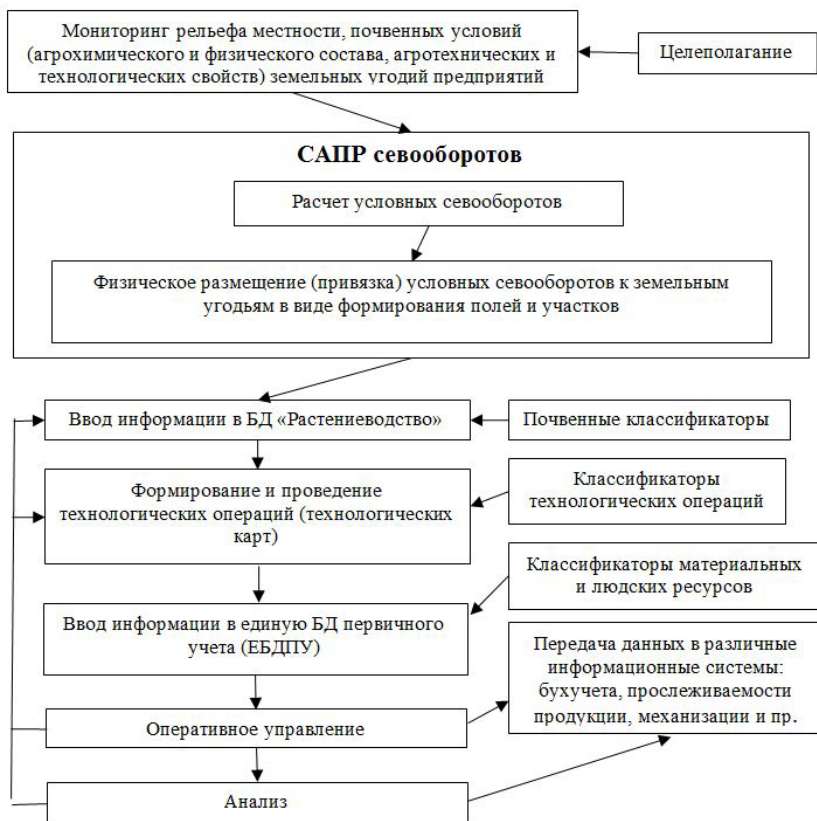 Мониторинг рельефа местности, почвенных условий
(агрохимического и физического состава, агротехнических и
технологических свойств) земельных угодий предприятий
Целеполагание
САПР севооборотов
Расчет условных севооборотов
Физическое размещение (привязка) условных севооборотов к земельным
угодьям в виде формирования полей и участков
Ввод информации в БД «Растениеводство»
Почвенные классификаторы
Формирование и проведение
технологических операций (технологических
карт)
Классификаторы
технологических операций
Классификаторы материальных
и людских ресурсов
Ввод информации в единую БД первичного
учета (ЕБДПУ)
Передача данных в различные
информационные системы:
бухучета, прослеживаемости
продукции, механизации и пр.
Оперативное управление
Анализ